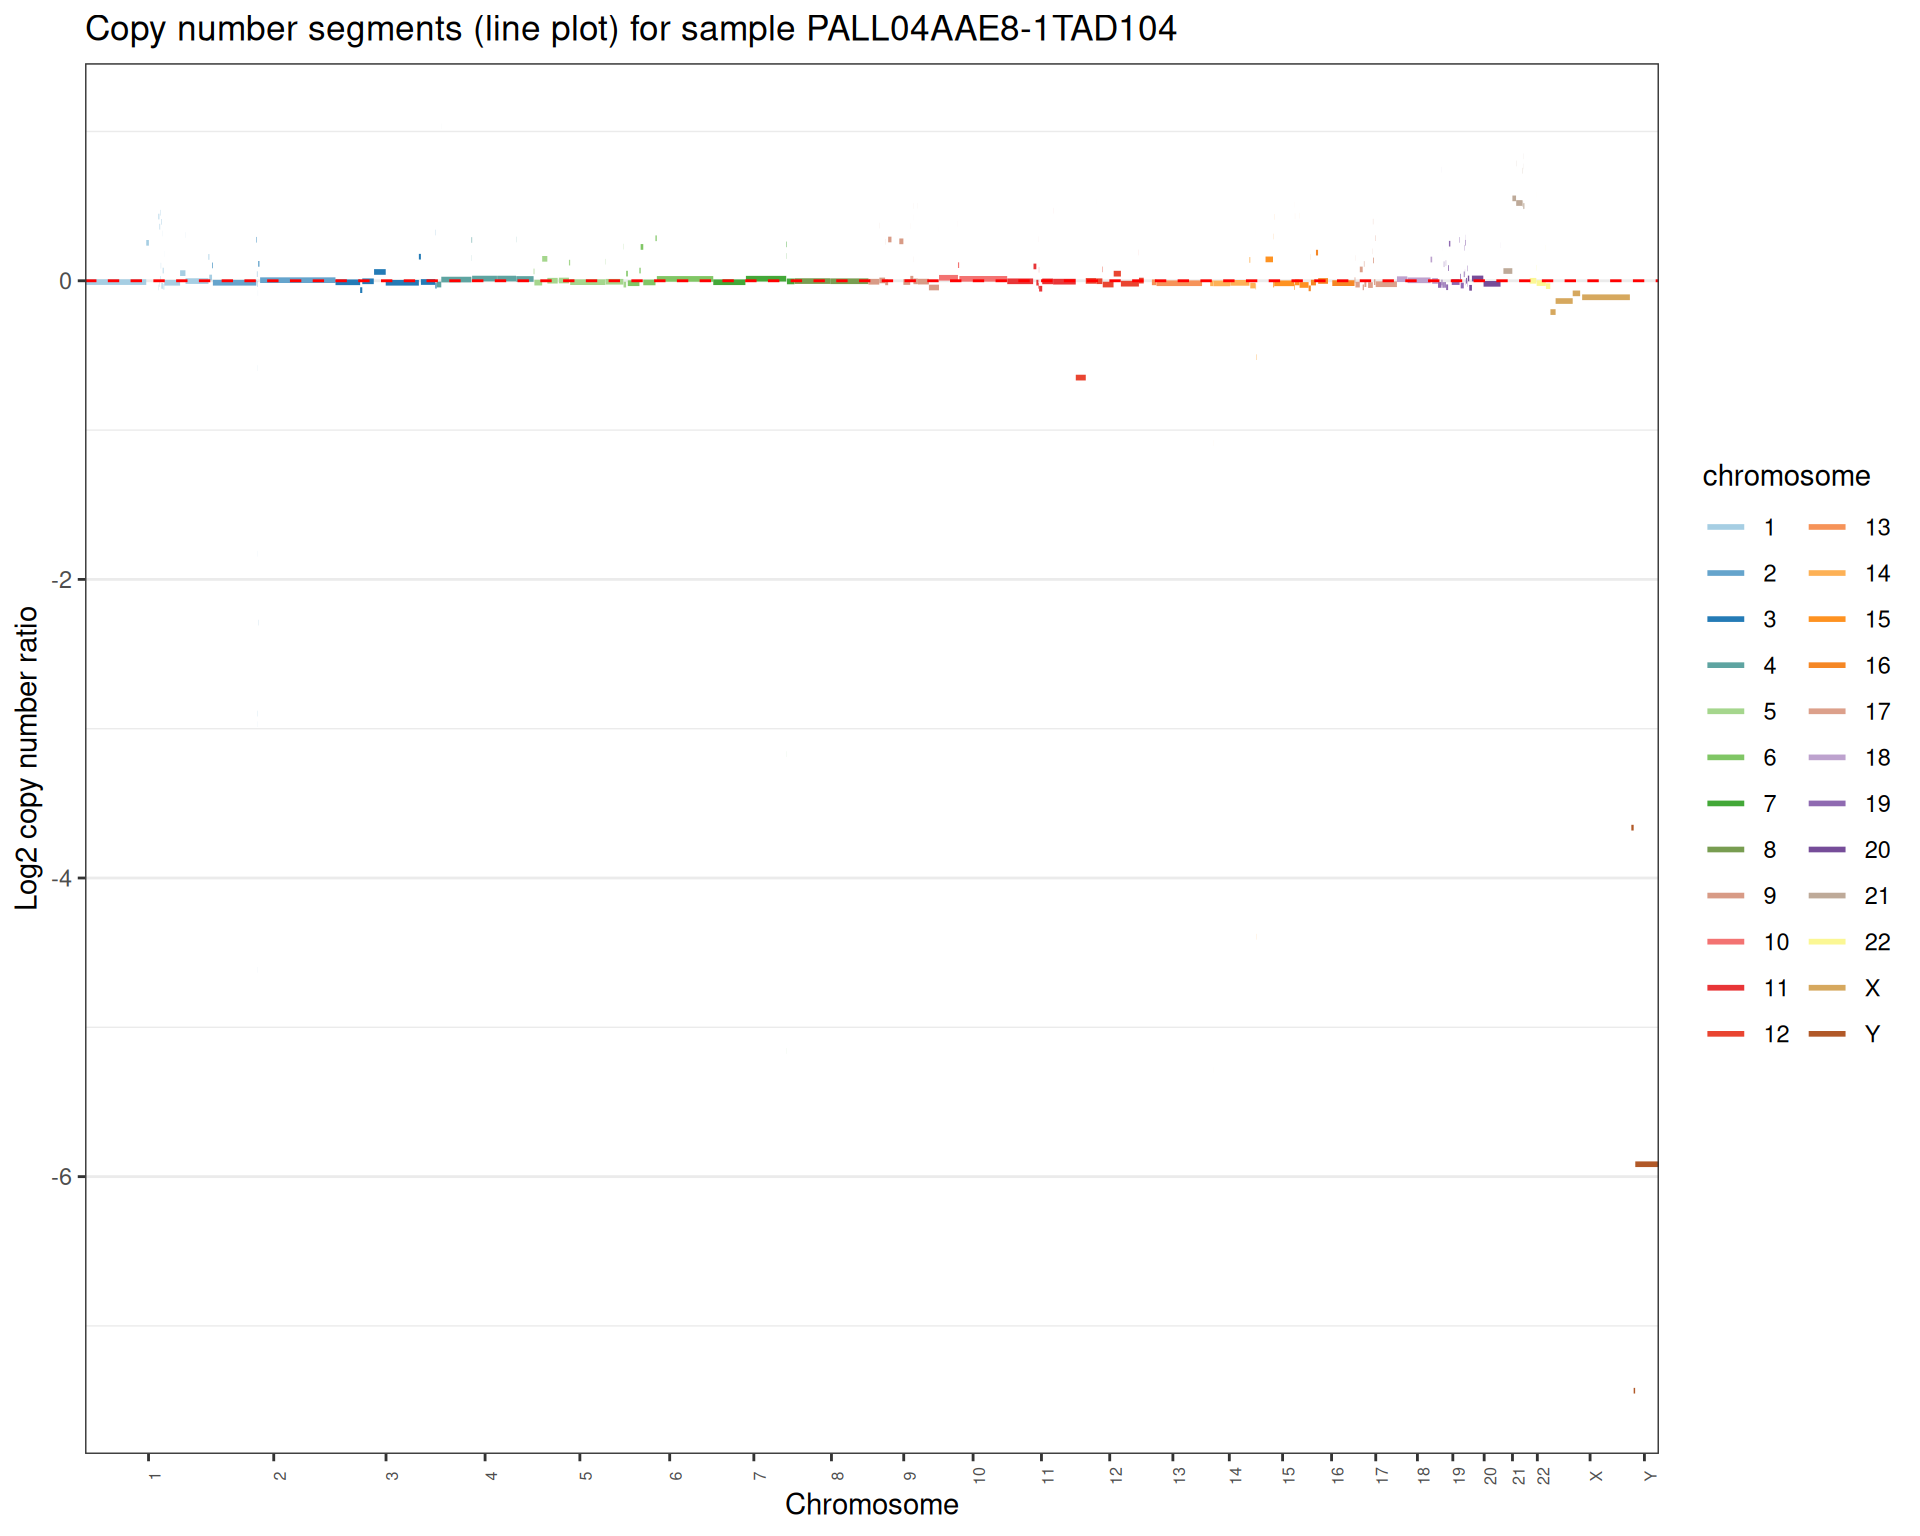 Copy number segments (line plot) for sample PALL04AAE8-1TAD104
Log2 copy number ratio
0
-2
-4
-6
1 2 3 4 5 6 7 8 9 10 11 12 13 14 15 16 17 18 19 20 21 22 X Y
Chromosome
chromosome
1 13
2 14
3 15
4 16
5 17
6 18
7 19
8 20
9 21
10 22
11 X
12 Y